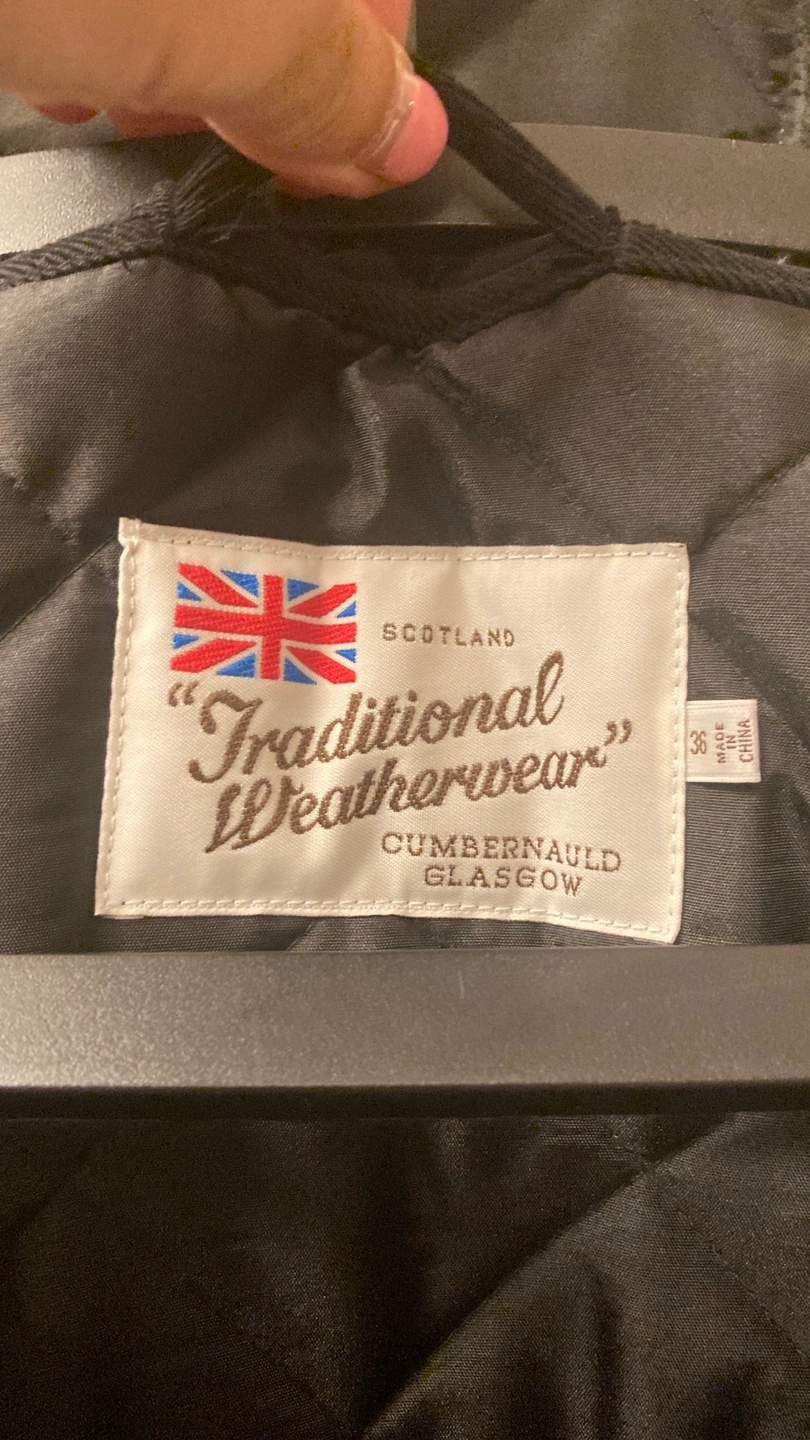 SCOTLAND
“Traditional
Weatherwear”
CUMBERNAULD
GLASGOW
36
MADE
IN
CHINA